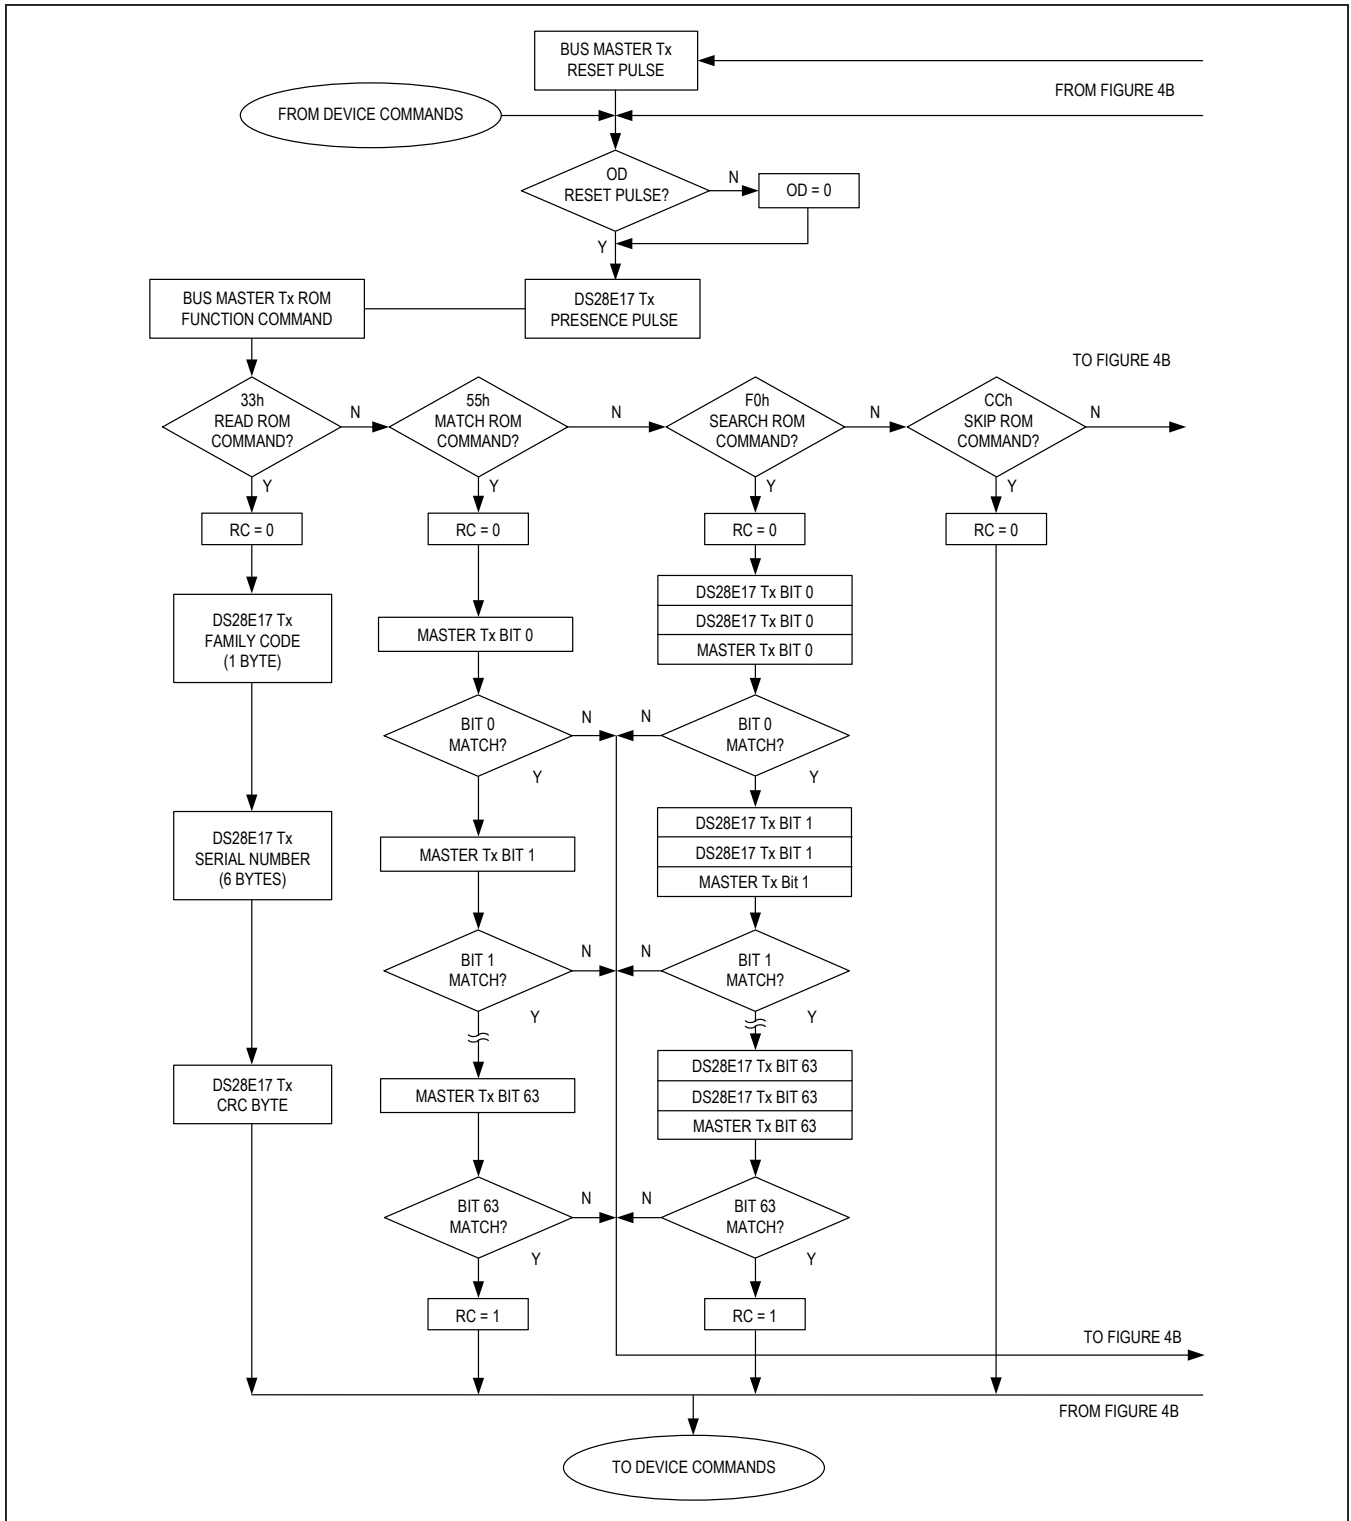 BUS MASTER Tx
RESET PULSE
FROM FIGURE 4B
FROM DEVICE COMMANDS
OD
RESET PULSE?
N
OD = 0
Y
BUS MASTER Tx ROM
FUNCTION COMMAND
DS28E17 Tx
PRESENCE PULSE
TO FIGURE 4B
33h
READ ROM
COMMAND?
N
55h
MATCH ROM
COMMAND?
N
F0h
SEARCH ROM
COMMAND?
N
CCh
SKIP ROM
COMMAND?
N
Y
Y
Y
Y
RC = 0
RC = 0
RC = 0
RC = 0
DS28E17 Tx
FAMILY CODE
(1 BYTE)
MASTER Tx BIT 0
DS28E17 Tx BIT 0
DS28E17 Tx BIT 0
MASTER Tx BIT 0
BIT 0
MATCH?
N
N
BIT 0
MATCH?
Y
Y
DS28E17 Tx
SERIAL NUMBER
(6 BYTES)
MASTER Tx BIT 1
DS28E17 Tx BIT 1
DS28E17 Tx BIT 1
MASTER Tx Bit 1
BIT 1
MATCH?
N
N
BIT 1
MATCH?
Y
Y
DS28E17 Tx
CRC BYTE
MASTER Tx BIT 63
DS28E17 Tx BIT 63
DS28E17 Tx BIT 63
MASTER Tx BIT 63
BIT 63
MATCH?
N
N
BIT 63
MATCH?
Y
Y
RC = 1
RC = 1
TO FIGURE 4B
FROM FIGURE 4B
TO DEVICE COMMANDS